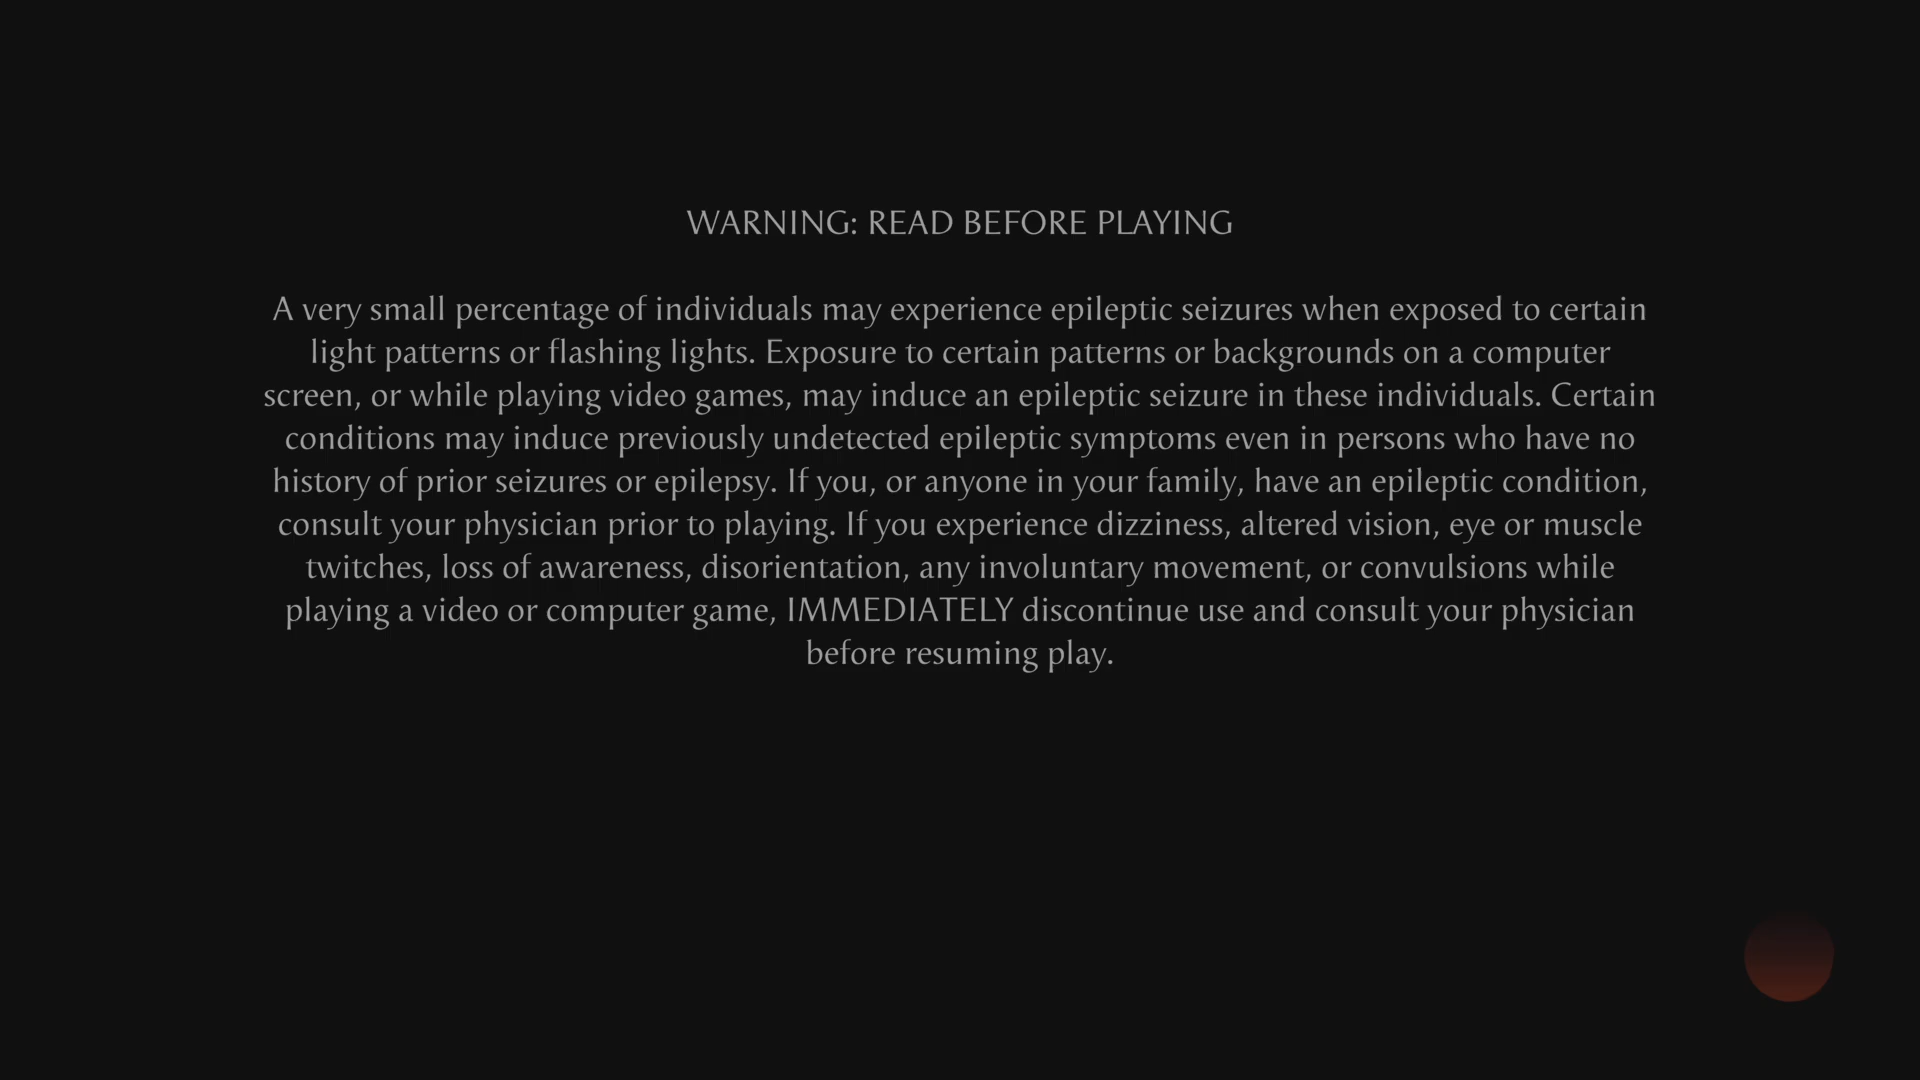 WARNING: READ BEFORE PLAYING
A very small percentage of individuals may experience epileptic seizures when exposed to certain
light patterns or flashing lights. Exposure to certain patterns or backgrounds on a computer
screen, or while playing video games, may induce an epileptic seizure in these individuals. Certain
conditions may induce previously undetected epileptic symptoms even in persons who have no
history of prior seizures or epilepsy. If you, or anyone in your family, have an epileptic condition,
consult your physician prior to playing. If you experience dizziness, altered vision, eye or muscle
twitches, loss of awareness, disorientation, any involuntary movement, or convulsions while
playing a video or computer game, IMMEDIATELY discontinue use and consult your physician
before resuming play.